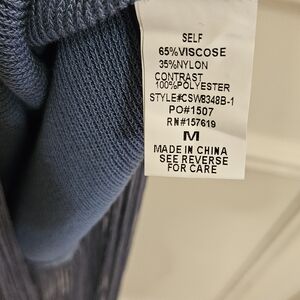 SELF
65%VISCOSE
35%NYLON
CONTRAST
100%POLYESTER
STYLE#CSW8348B-1
PO#1507
RN#157619
M
MADE IN CHINA
SEE REVERSE
FOR CARE